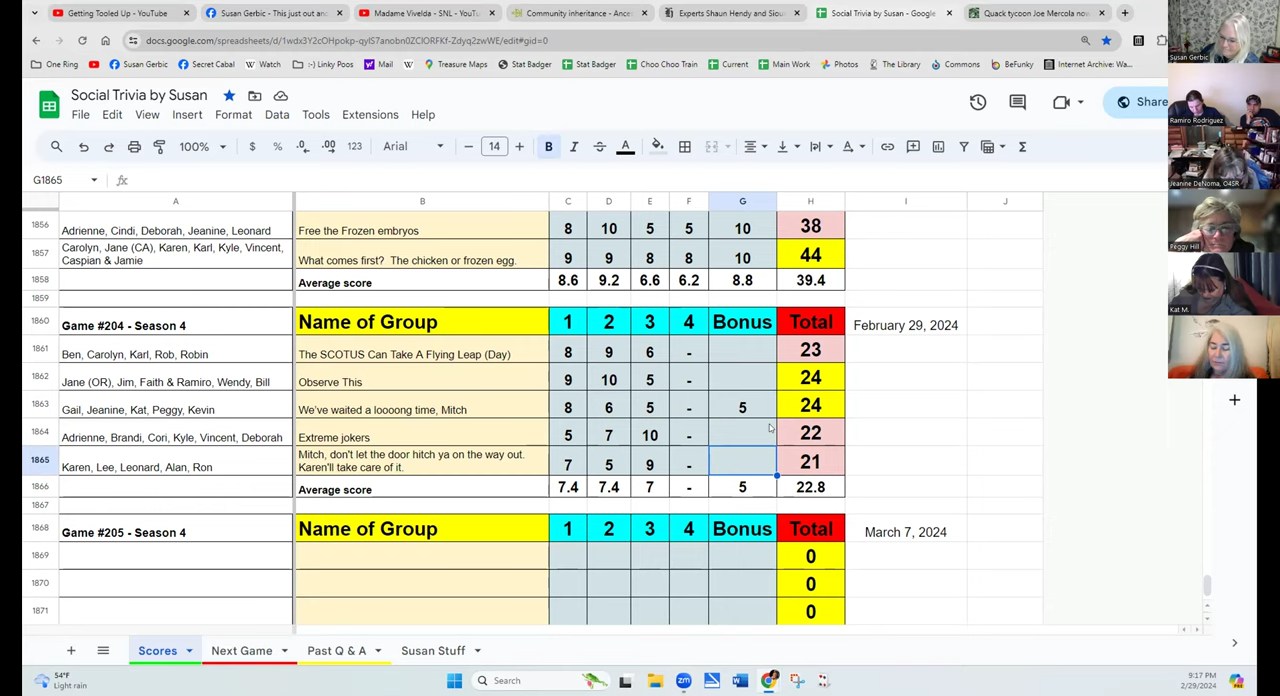 Getting Tooled Up - YouTube
Susan Gerbic - This just out an
Madame Vivelda - SNL - YouTu
Community inheritance - Ance
Experts Shaun Hendy and Siou
Social Trivia by Susan - Google
Quack tycoon Joe Mercola now
docs.google.com/spreadsheets/d/1wdx3Y2cOHpokp-qyIS7anobn0ZClORFKf-Zdyq2zwWE/edit#gid=0
One Ring
Susan Gerbic
Secret Cabal
Watch
:-) Linky Poos
Mail
Treasure Bags
Stat Badger
Choo Choo Train
Current
Main Work
Photos
The Library
Commons
BeFunky
Internet Archive: Wa...
Social Trivia by Susan
File Edit View Insert Format Data Tools Extensions Help
Share
100% $ % .0 .00 123 Arial 14 B I A
G1865 fx
A B C D E F G H I J
1856 Adrienne, Cindi, Deborah, Jeanine, Leonard Free the Frozen embryos 8 10 5 5 10 38
1857 Carolyn, Jane (CA), Karen, Karl, Kyle, Vincent,
Caspian & Jamie What comes first? The chicken or frozen egg. 9 9 8 8 10 44
1858 Average score 8.6 9.2 6.6 6.2 8.8 39.4
1859
1860 Game #204 - Season 4 Name of Group 1 2 3 4 Bonus Total February 29, 2024
1861 Ben, Carolyn, Karl, Rob, Robin The SCOTUS Can Take A Flying Leap (Day) 8 9 6 - 23
1862 Jane (OR), Jim, Faith & Ramiro, Wendy, Bill Observe This 9 10 5 - 24
1863 Gail, Jeanine, Kat, Peggy, Kevin We've waited a loooong time, Mitch 8 6 5 - 5 24
1864 Adrienne, Brandi, Cori, Kyle, Vincent, Deborah Extreme jokers 5 7 10 - 22
1865 Karen, Lee, Leonard, Alan, Ron Mitch, don't let the door hitch ya on the way out.
Karen'll take care of it. 7 5 9 - 21
1866 Average score 7.4 7.4 7 - 5 22.8
1867
1868 Game #205 - Season 4 Name of Group 1 2 3 4 Bonus Total March 7, 2024
1869 0
1870 0
1871 0
Scores
Next Game
Past Q & A
Susan Stuff
54°F
Light rain
Search
9:17 PM
2/29/2024
Susan Gerbic
Ramiro Rodriguez
Jeanine DeNoma, O4SR
Peggy Hill
Kat M.